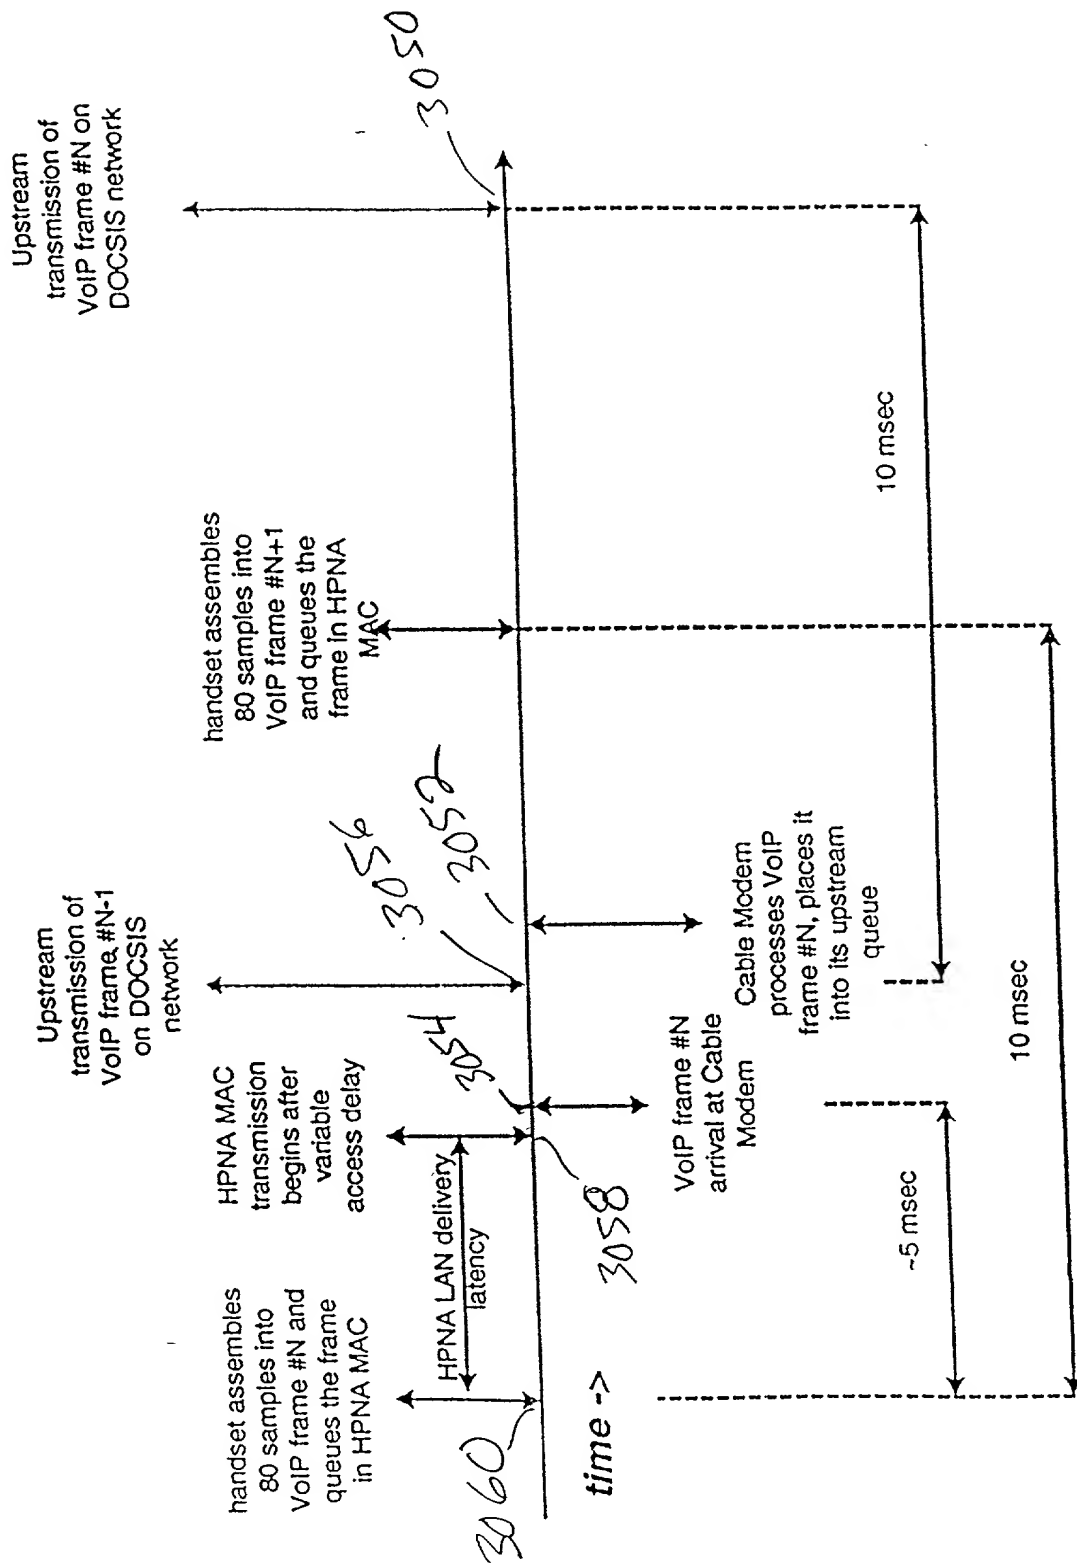 Upstream
transmission of
VoIP frame #N-1
on DOCSIS
network
Upstream
transmission of
VoIP frame #N on
DOCSIS network
handset assembles
80 samples into
VoIP frame #N and
queues the frame
in HPNA MAC
HPNA MAC
transmission
begins after
variable
access delay
handset assembles
80 samples into
VoIP frame #N+1
and queues the
frame in HPNA
MAC
HPNA LAN delivery
latency
3060
3054
3056
3052
3050
3058
time ->
VoIP frame #N
arrival at Cable
Modem
Cable Modem
processes VoIP
frame #N, places it
into its upstream
queue
~5 msec
10 msec
10 msec